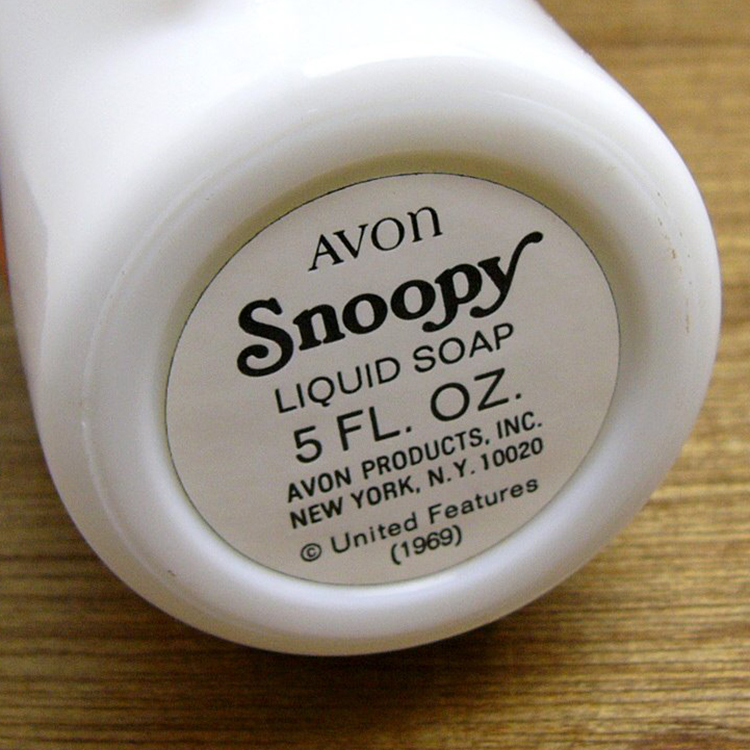 AVON
Snoopy
LIQUID SOAP
5 FL. OZ.
AVON PRODUCTS, INC.
NEW YORK, N.Y. 10020
© United Features
(1969)